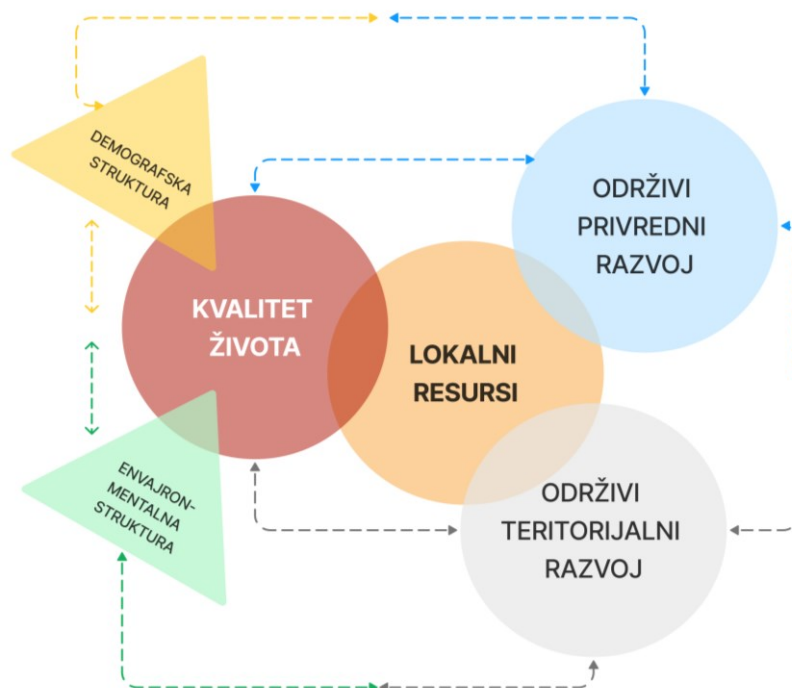 DEMOGRAFSKA
STRUKTURA
ODRŽIVI
PRIVREDNI
RAZVOJ
KVALITET
ŽIVOTA
LOKALNI
RESURSI
ENVAJRON-
MENTALNA
STRUKTURA
ODRŽIVI
TERITORIJALNI
RAZVOJ